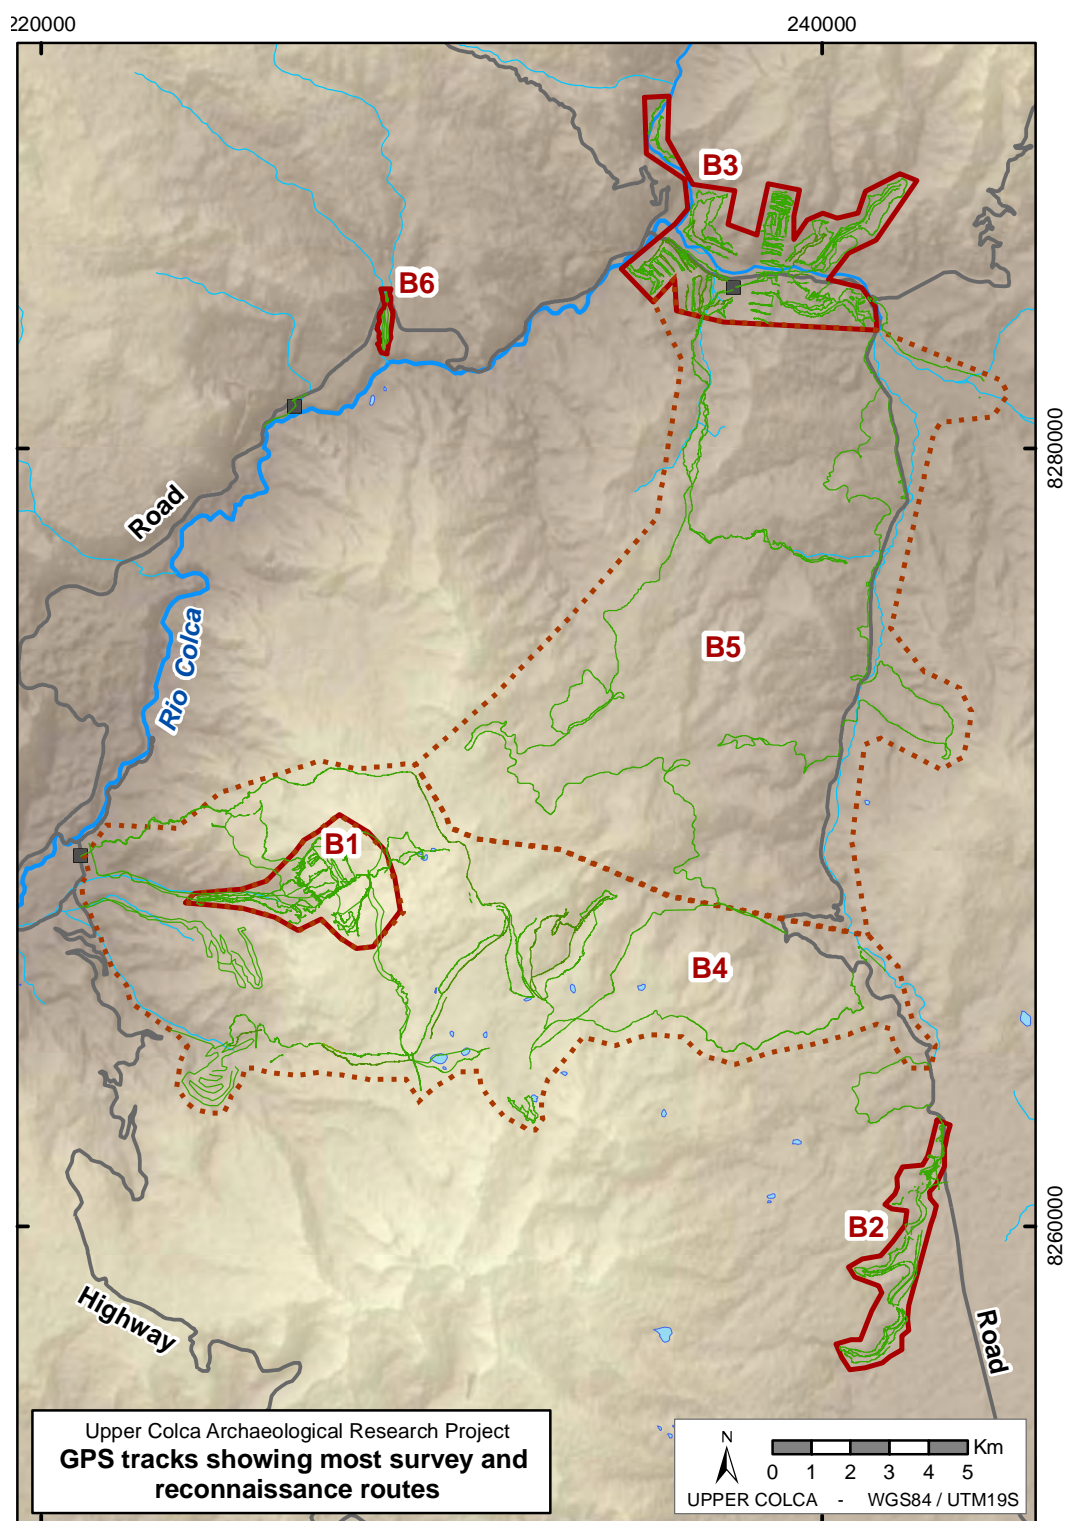 220000
240000
B3
B6
8280000
Road
Rio Colca
B5
B1
B4
B2
8260000
Highway
Road
Upper Colca Archaeological Research Project
GPS tracks showing most survey and
reconnaissance routes
N
Km
0 1 2 3 4 5
UPPER COLCA - WGS84 / UTM19S